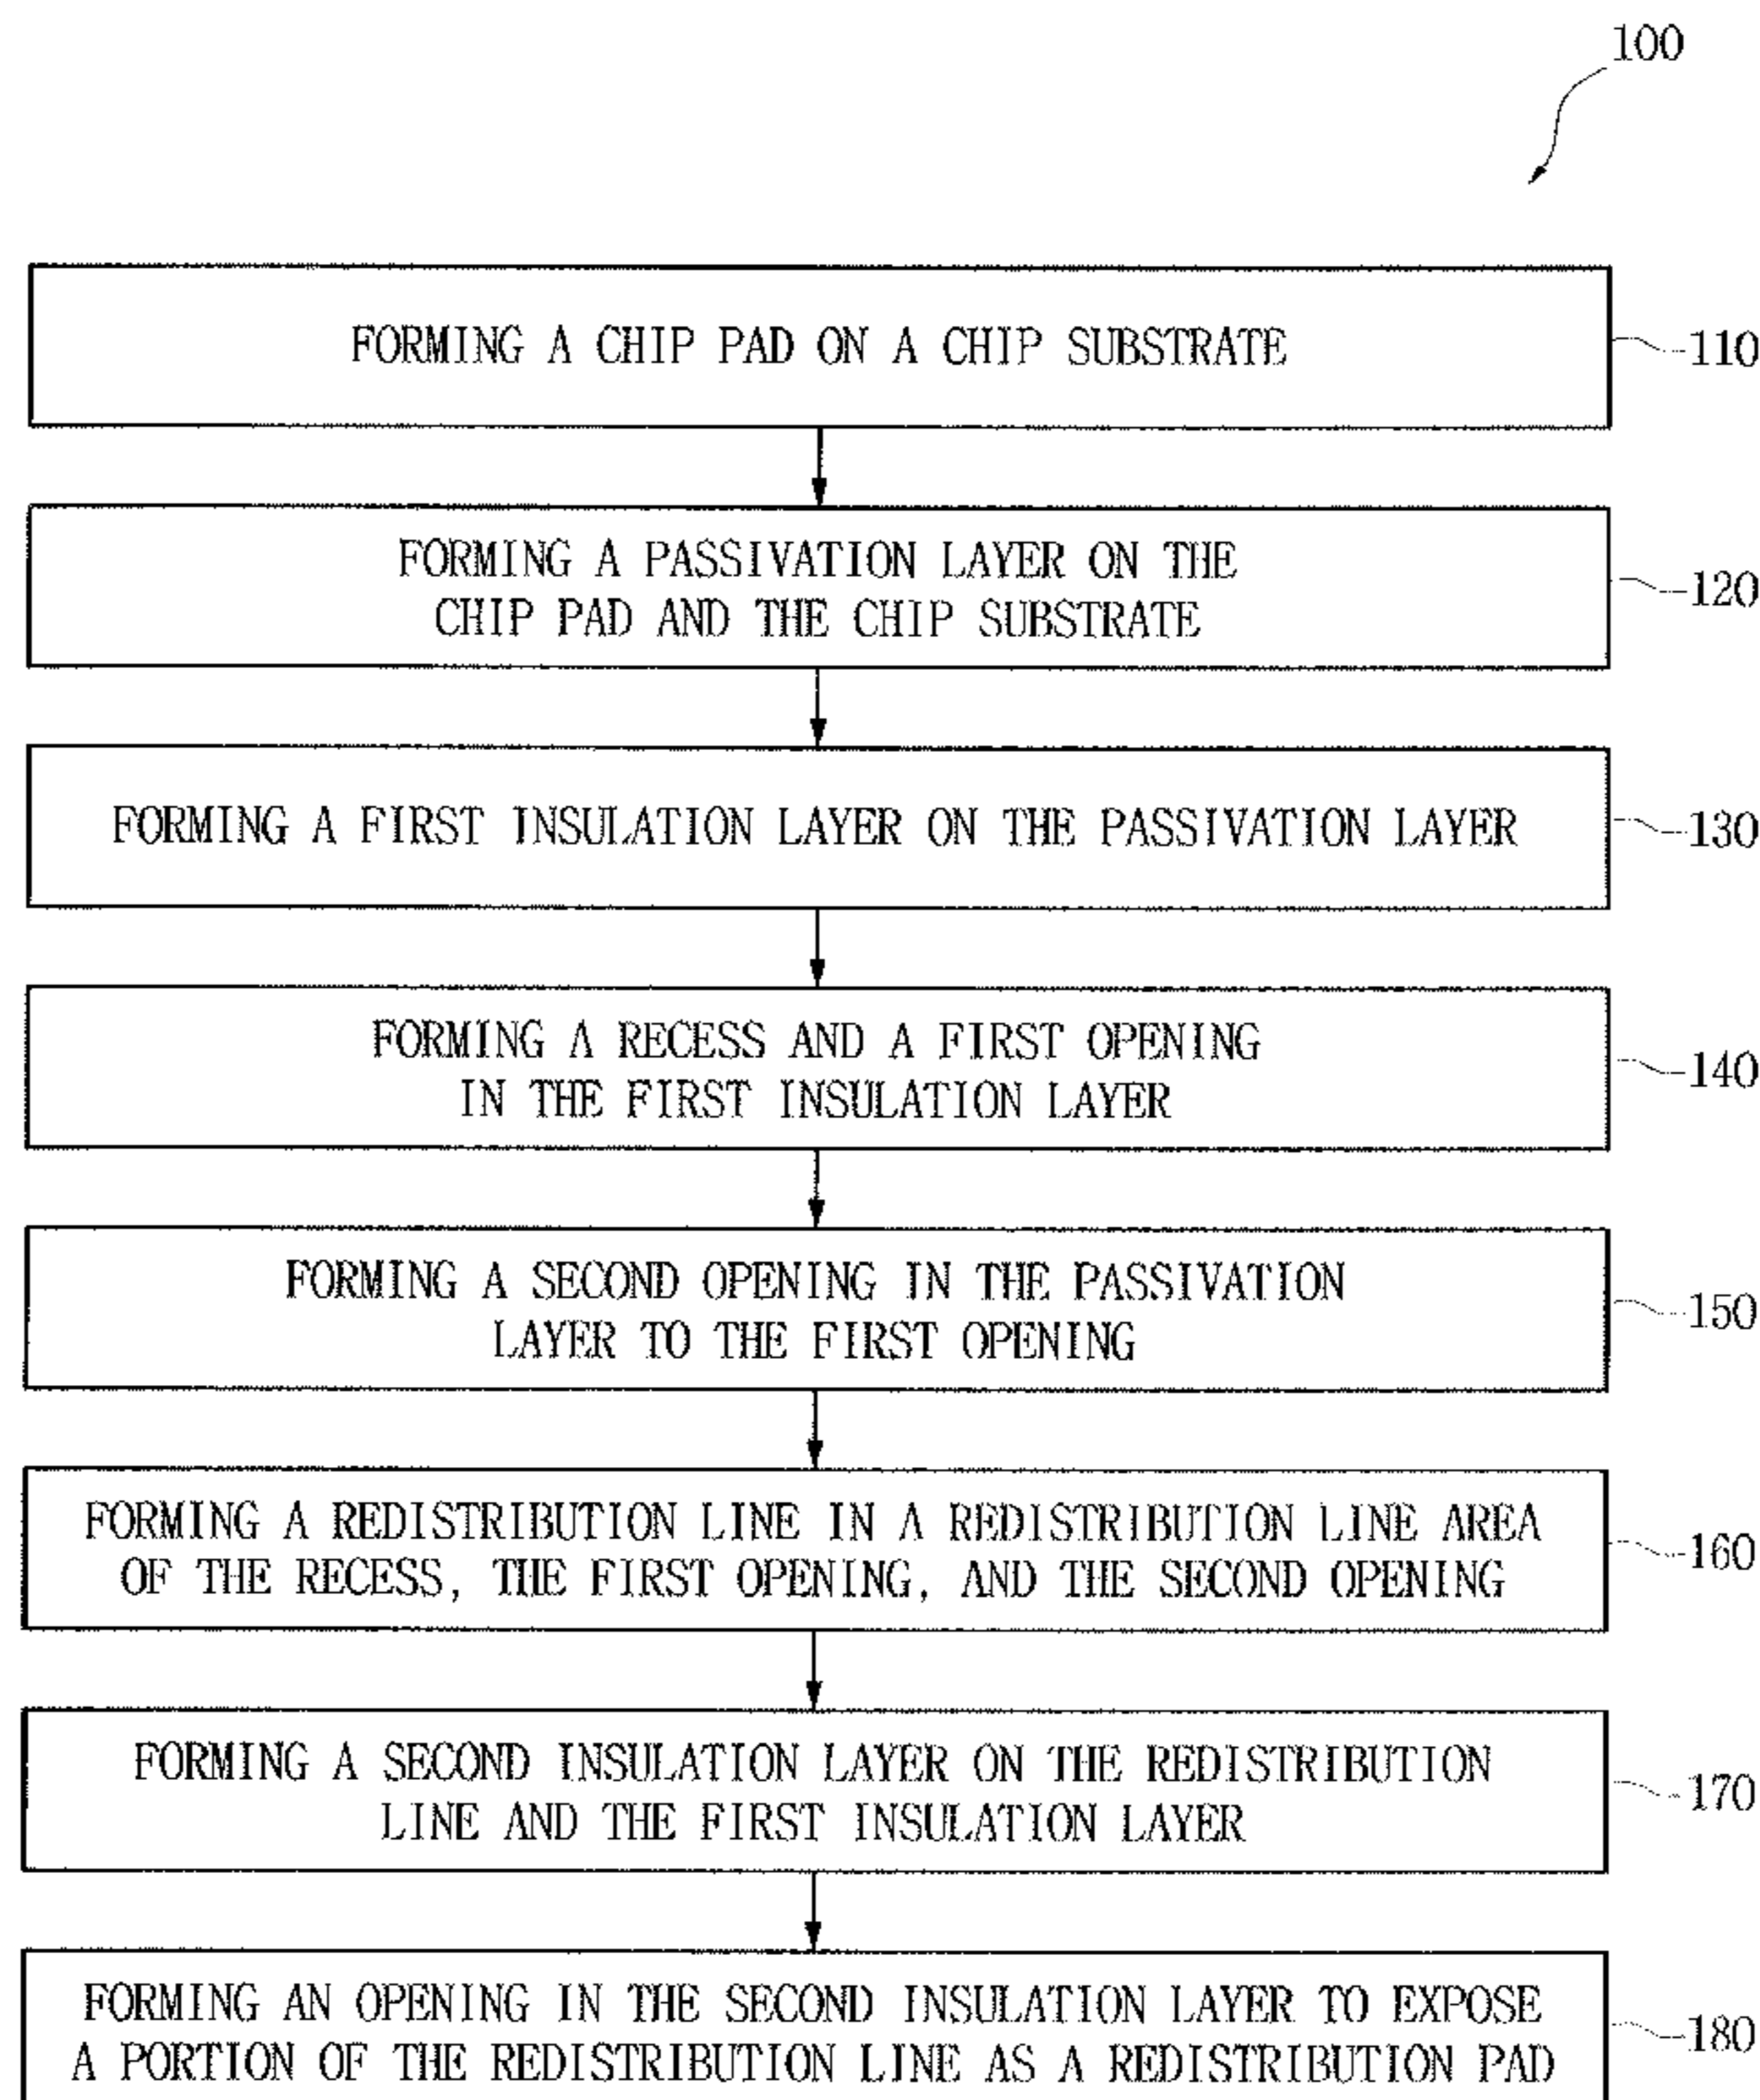 100
FORMING A CHIP PAD ON A CHIP SUBSTRATE
110
FORMING A PASSIVATION LAYER ON THE
CHIP PAD AND THE CHIP SUBSTRATE
120
FORMING A FIRST INSULATION LAYER ON THE PASSIVATION LAYER
130
FORMING A RECESS AND A FIRST OPENING
IN THE FIRST INSULATION LAYER
140
FORMING A SECOND OPENING IN THE PASSIVATION
LAYER TO THE FIRST OPENING
150
FORMING A REDISTRIBUTION LINE IN A REDISTRIBUTION LINE AREA
OF THE RECESS, THE FIRST OPENING, AND THE SECOND OPENING
160
FORMING A SECOND INSULATION LAYER ON THE REDISTRIBUTION
LINE AND THE FIRST INSULATION LAYER
170
FORMING AN OPENING IN THE SECOND INSULATION LAYER TO EXPOSE
A PORTION OF THE REDISTRIBUTION LINE AS A REDISTRIBUTION PAD
180